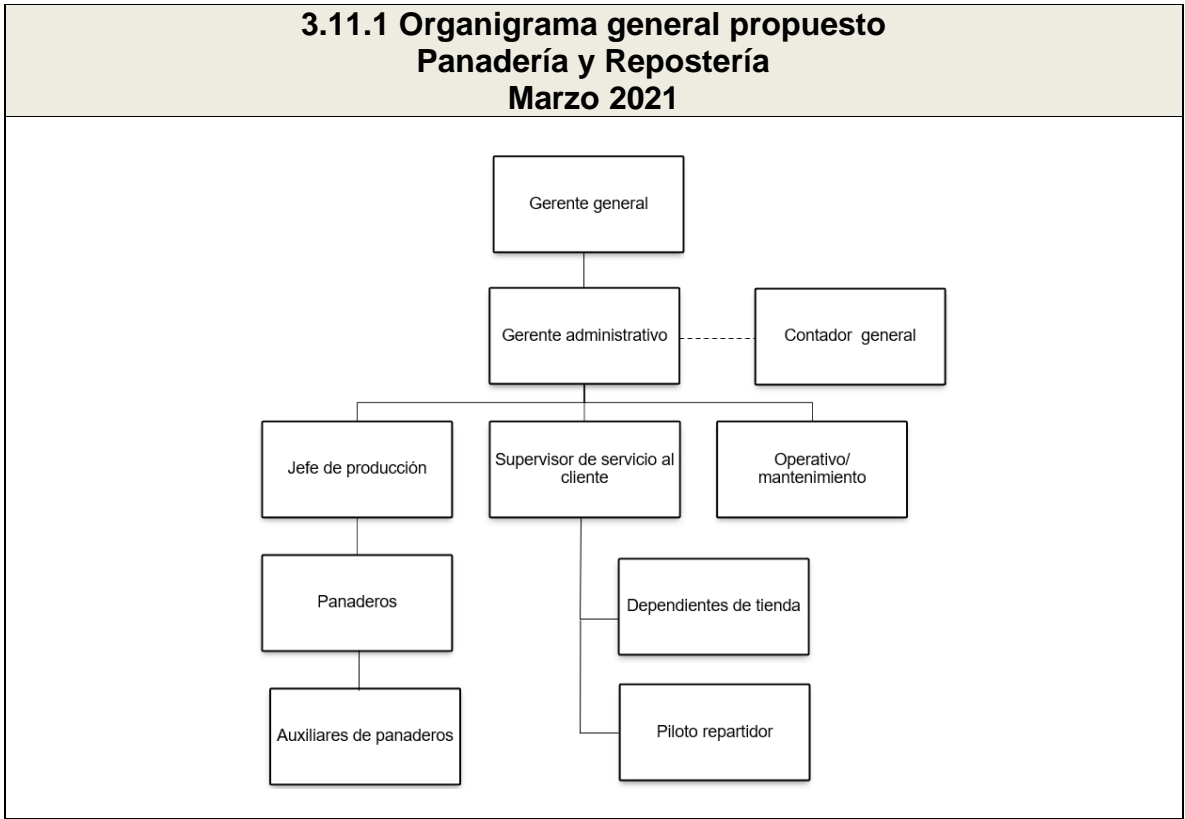 3.11.1 Organigrama general propuesto
Panadería y Repostería
Marzo 2021
Gerente general
Gerente administrativo
Contador general
Jefe de producción
Supervisor de servicio al
cliente
Operativo/
mantenimiento
Panaderos
Dependientes de tienda
Auxiliares de panaderos
Piloto repartidor